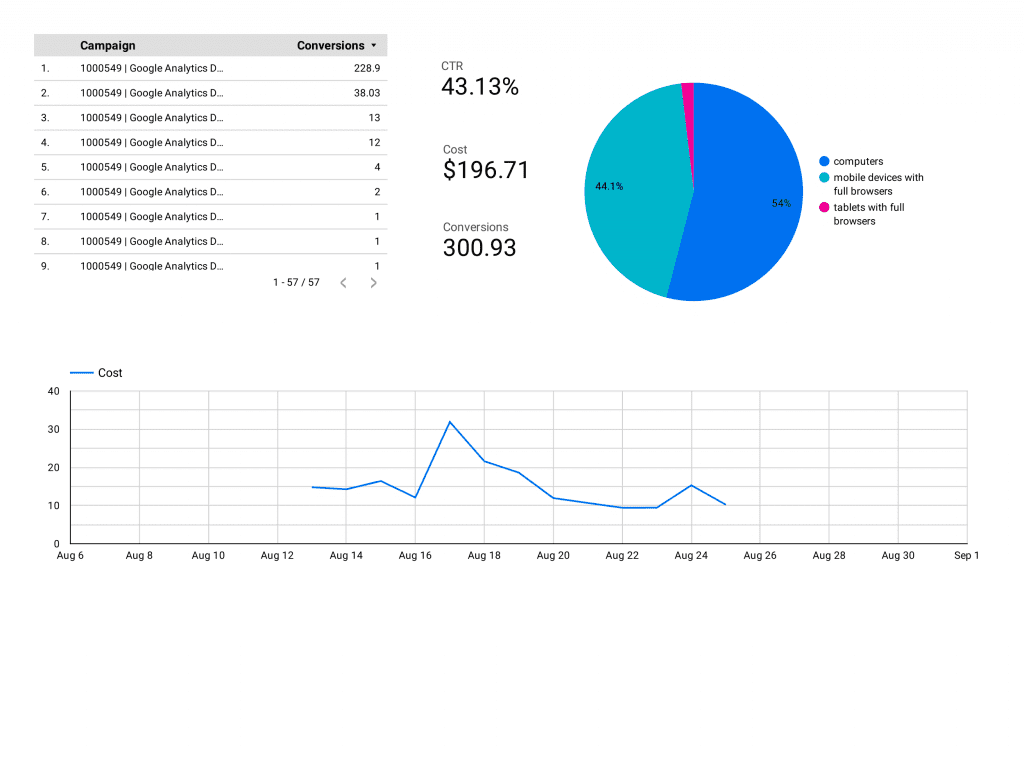 Campaign Conversions
1. 1000549 | Google Analytics D... 228.9
2. 1000549 | Google Analytics D... 38.03
3. 1000549 | Google Analytics D... 13
4. 1000549 | Google Analytics D... 12
5. 1000549 | Google Analytics D... 4
6. 1000549 | Google Analytics D... 2
7. 1000549 | Google Analytics D... 1
8. 1000549 | Google Analytics D... 1
9. 1000549 | Google Analytics D... 1
1 - 57 / 57
CTR
43.13%
Cost
$196.71
Conversions
300.93
44.1%
54%
computers
mobile devices with
full browsers
tablets with full
browsers
Cost
40
30
20
10
0
Aug 6 Aug 8 Aug 10 Aug 12 Aug 14 Aug 16 Aug 18 Aug 20 Aug 22 Aug 24 Aug 26 Aug 28 Aug 30 Sep 1